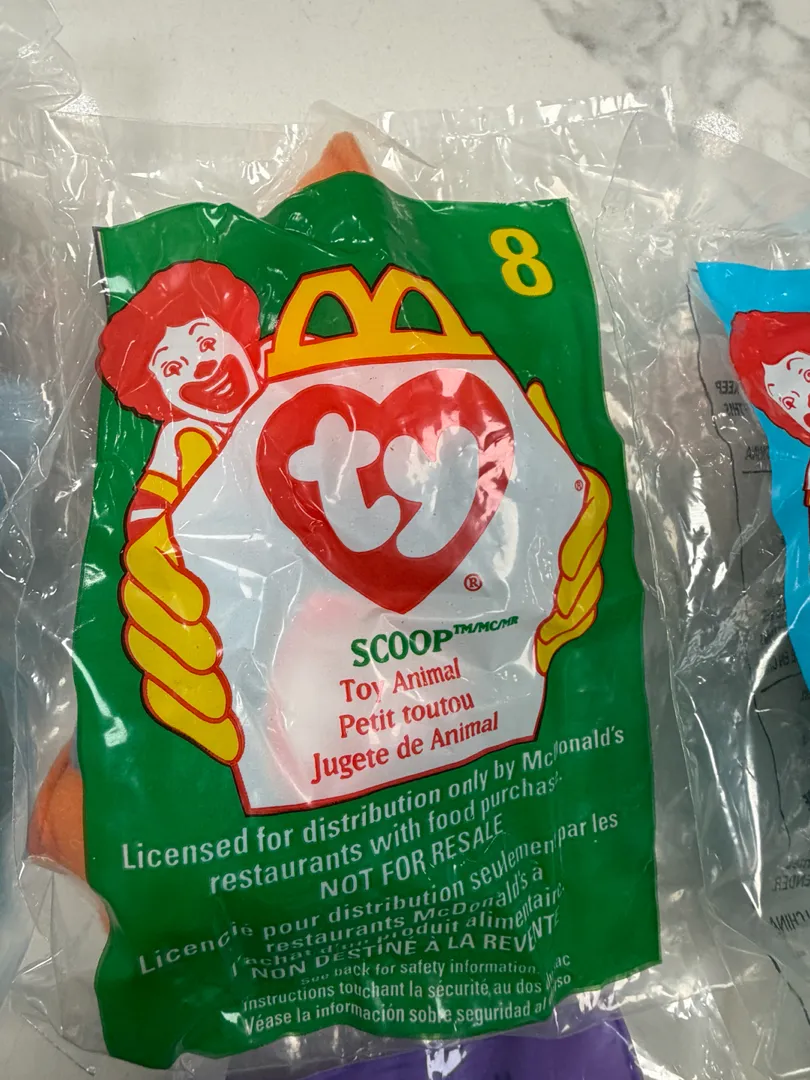 8
ty
®
®
SCOOP™/MC/MR
Toy Animal
Petit toutou
Jugete de Animal
Licensed for distribution only by McDonald's
restaurants with food purchase.
NOT FOR RESALE
Licencié pour distribution seulement par les
restaurants McDonald's à
l'achat d'un produit alimentaire.
NON DESTINÉ À LA REVENTE
See back for safety information.
instructions touchant la sécurité au dos
Véase la información sobre seguridad al
KEEP
THIS
CHINA